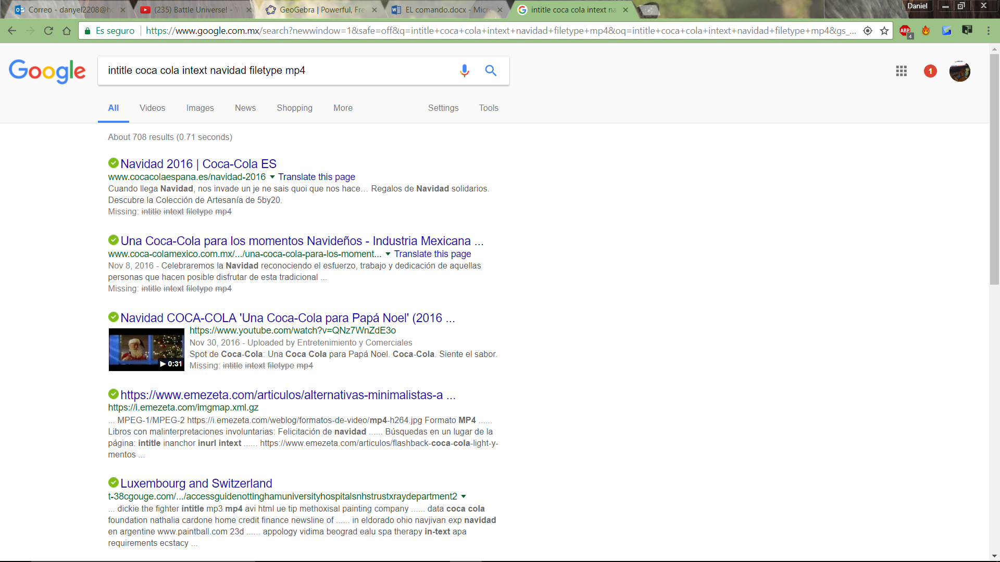 Correo - danyel2208@h
(235) Battle Universe! - Y
GeoGebra | Powerful, Fre
EL comando.docx - Micr
intitle coca cola intext na
Daniel
Es seguro
https://www.google.com.mx/search?newwindow=1&safe=off&q=intitle+coca+cola+intext+navidad+filetype+mp4&oq=intitle+coca+cola+intext+navidad+filetype+mp4&gs_...
ABP
4
Google
intitle coca cola intext navidad filetype mp4
1
All
Videos
Images
News
Shopping
More
Settings
Tools
About 708 results (0.71 seconds)
Navidad 2016 | Coca-Cola ES
www.cocacolaespana.es/navidad-2016 Translate this page
Cuando llega Navidad, nos invade un je ne sais quoi que nos hace… Regalos de Navidad solidarios.
Descubre la Colección de Artesanía de 5by20.
Missing: intitle intext filetype mp4
Una Coca-Cola para los momentos Navideños - Industria Mexicana ...
www.coca-colamexico.com.mx/.../una-coca-cola-para-los-moment... Translate this page
Nov 8, 2016 - Celebraremos la Navidad reconociendo el esfuerzo, trabajo y dedicación de aquellas
personas que hacen posible disfrutar de esta tradicional ...
Missing: intitle intext filetype mp4
Navidad COCA-COLA 'Una Coca-Cola para Papá Noel' (2016 ...
https://www.youtube.com/watch?v=QNz7WnZdE3o
Nov 30, 2016 - Uploaded by Entretenimiento y Comerciales
Spot de Coca-Cola: Una Coca Cola para Papá Noel. Coca-Cola. Siente el sabor.
0:31
Missing: intitle intext filetype mp4
https://www.emezeta.com/articulos/alternativas-minimalistas-a ...
https://i.emezeta.com/imgmap.xml.gz
... MPEG-1/MPEG-2 https://i.emezeta.com/weblog/formatos-de-video/mp4-h264.jpg Formato MP4 ......
Libros con malinterpretaciones involuntarias: Felicitación de navidad ...... Búsquedas en un lugar de la
página: intitle inanchor inurl intext ...... https://www.emezeta.com/articulos/flashback-coca-cola-light-y-
mentos ...
Luxembourg and Switzerland
t-38cgouge.com/.../accessguidenottinghamuniversityhospitalsnhstrustxraydepartment2
... dickie the fighter intitle mp3 mp4 avi html ue tip methoxisal painting company ...... data coca cola
foundation nathalia cardone home credit finance newsline of ...... in eldorado ohio navjivan exp navidad
en argentine www.paintball.com 23d ...... appology vidima beograd ealu spa therapy in-text apa
requirements ecstacy ...